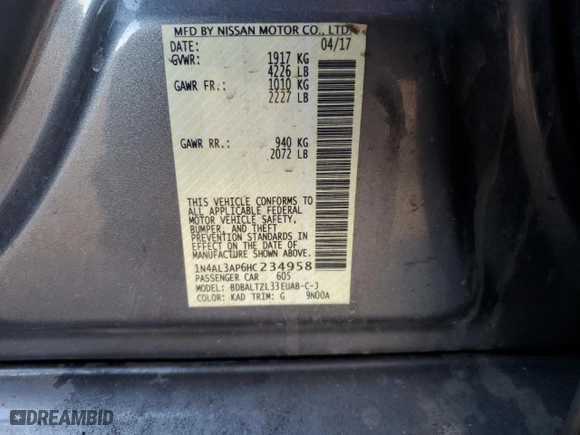 MFD BY NISSAN MOTOR CO., LTD.
DATE: 04/17
GVWR: 1917 KG
4226 LB
GAWR FR.: 1010 KG
2227 LB
GAWR RR.: 940 KG
2072 LB
THIS VEHICLE CONFORMS TO
ALL APPLICABLE FEDERAL
MOTOR VEHICLE SAFETY,
BUMPER, AND THEFT
PREVENTION STANDARDS IN
EFFECT ON THE DATE OF
MANUFACTURE SHOWN ABOVE.
1N4AL3AP6HC234958
PASSENGER CAR 605
MODEL: BDBALTZL33EUA8-C-J
COLOR: KAD TRIM: G 9N00A
DREAMBID